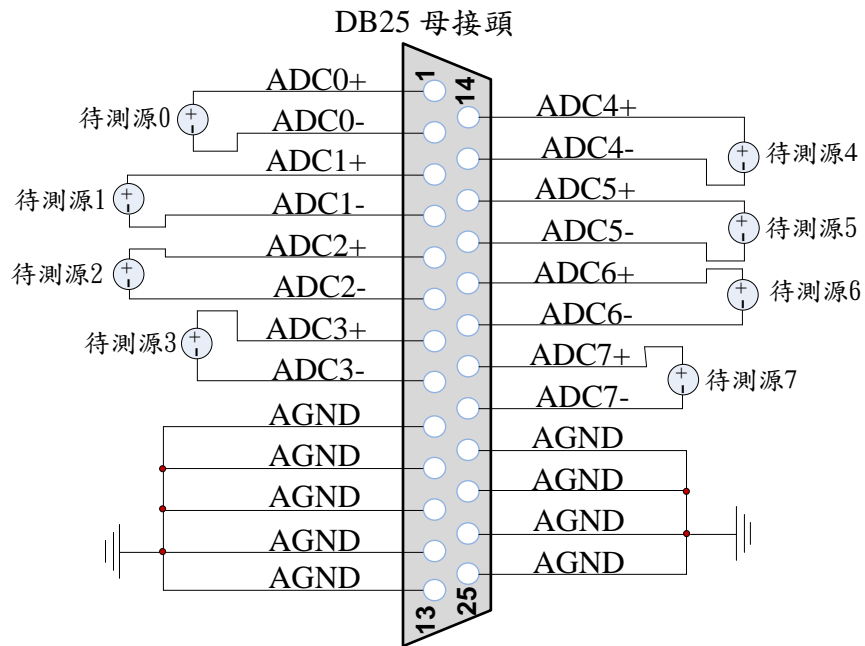 DB25 母接頭
ADC0+
待測源0
ADC0-
ADC1+
待測源1
ADC1-
ADC2+
待測源2
ADC2-
ADC3+
待測源3
ADC3-
AGND
AGND
AGND
AGND
AGND
1
13
14
25
ADC4+
ADC4-
待測源4
ADC5+
待測源5
ADC5-
ADC6+
待測源6
ADC6-
ADC7+
待測源7
ADC7-
AGND
AGND
AGND
AGND